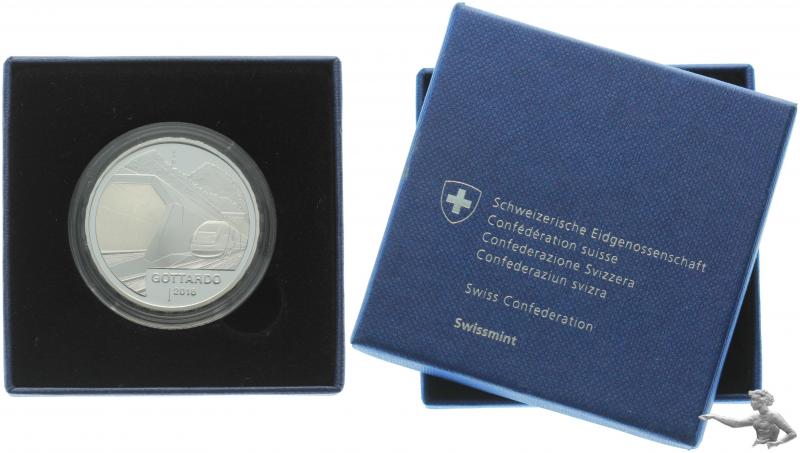 GOTTARDO
2016
Schweizerische Eidgenossenschaft
Confédération suisse
Confederazione Svizzera
Confederaziun svizra
Swiss Confederation
Swissmint